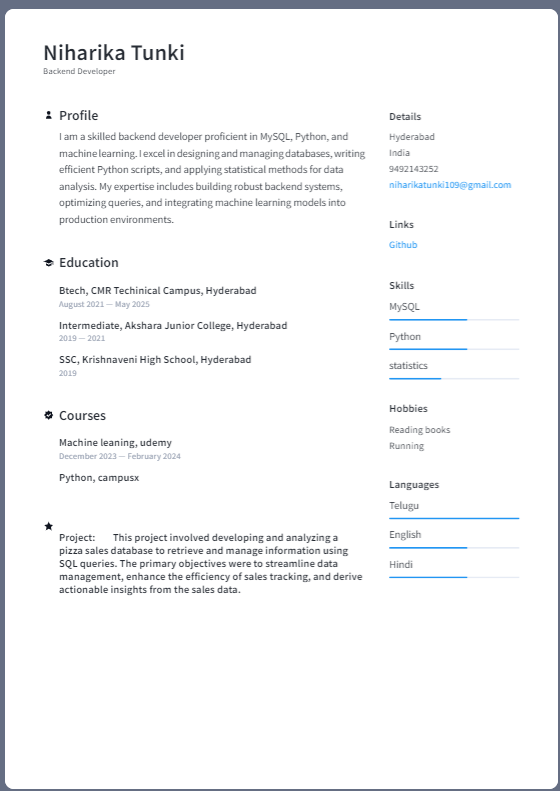 Niharika Tunki
Backend Developer
Profile
I am a skilled backend developer proficient in MySQL, Python, and
machine learning. I excel in designing and managing databases, writing
efficient Python scripts, and applying statistical methods for data
analysis. My expertise includes building robust backend systems,
optimizing queries, and integrating machine learning models into
production environments.
Education
Btech, CMR Techinical Campus, Hyderabad
August 2021 — May 2025
Intermediate, Akshara Junior College, Hyderabad
2019 — 2021
SSC, Krishnaveni High School, Hyderabad
2019
Courses
Machine leaning, udemy
December 2023 — February 2024
Python, campusx
Project: This project involved developing and analyzing a
pizza sales database to retrieve and manage information using
SQL queries. The primary objectives were to streamline data
management, enhance the efficiency of sales tracking, and derive
actionable insights from the sales data.
Details
Hyderabad
India
9492143252
niharikatunki109@gmail.com
Links
Github
Skills
MySQL
Python
statistics
Hobbies
Reading books
Running
Languages
Telugu
English
Hindi